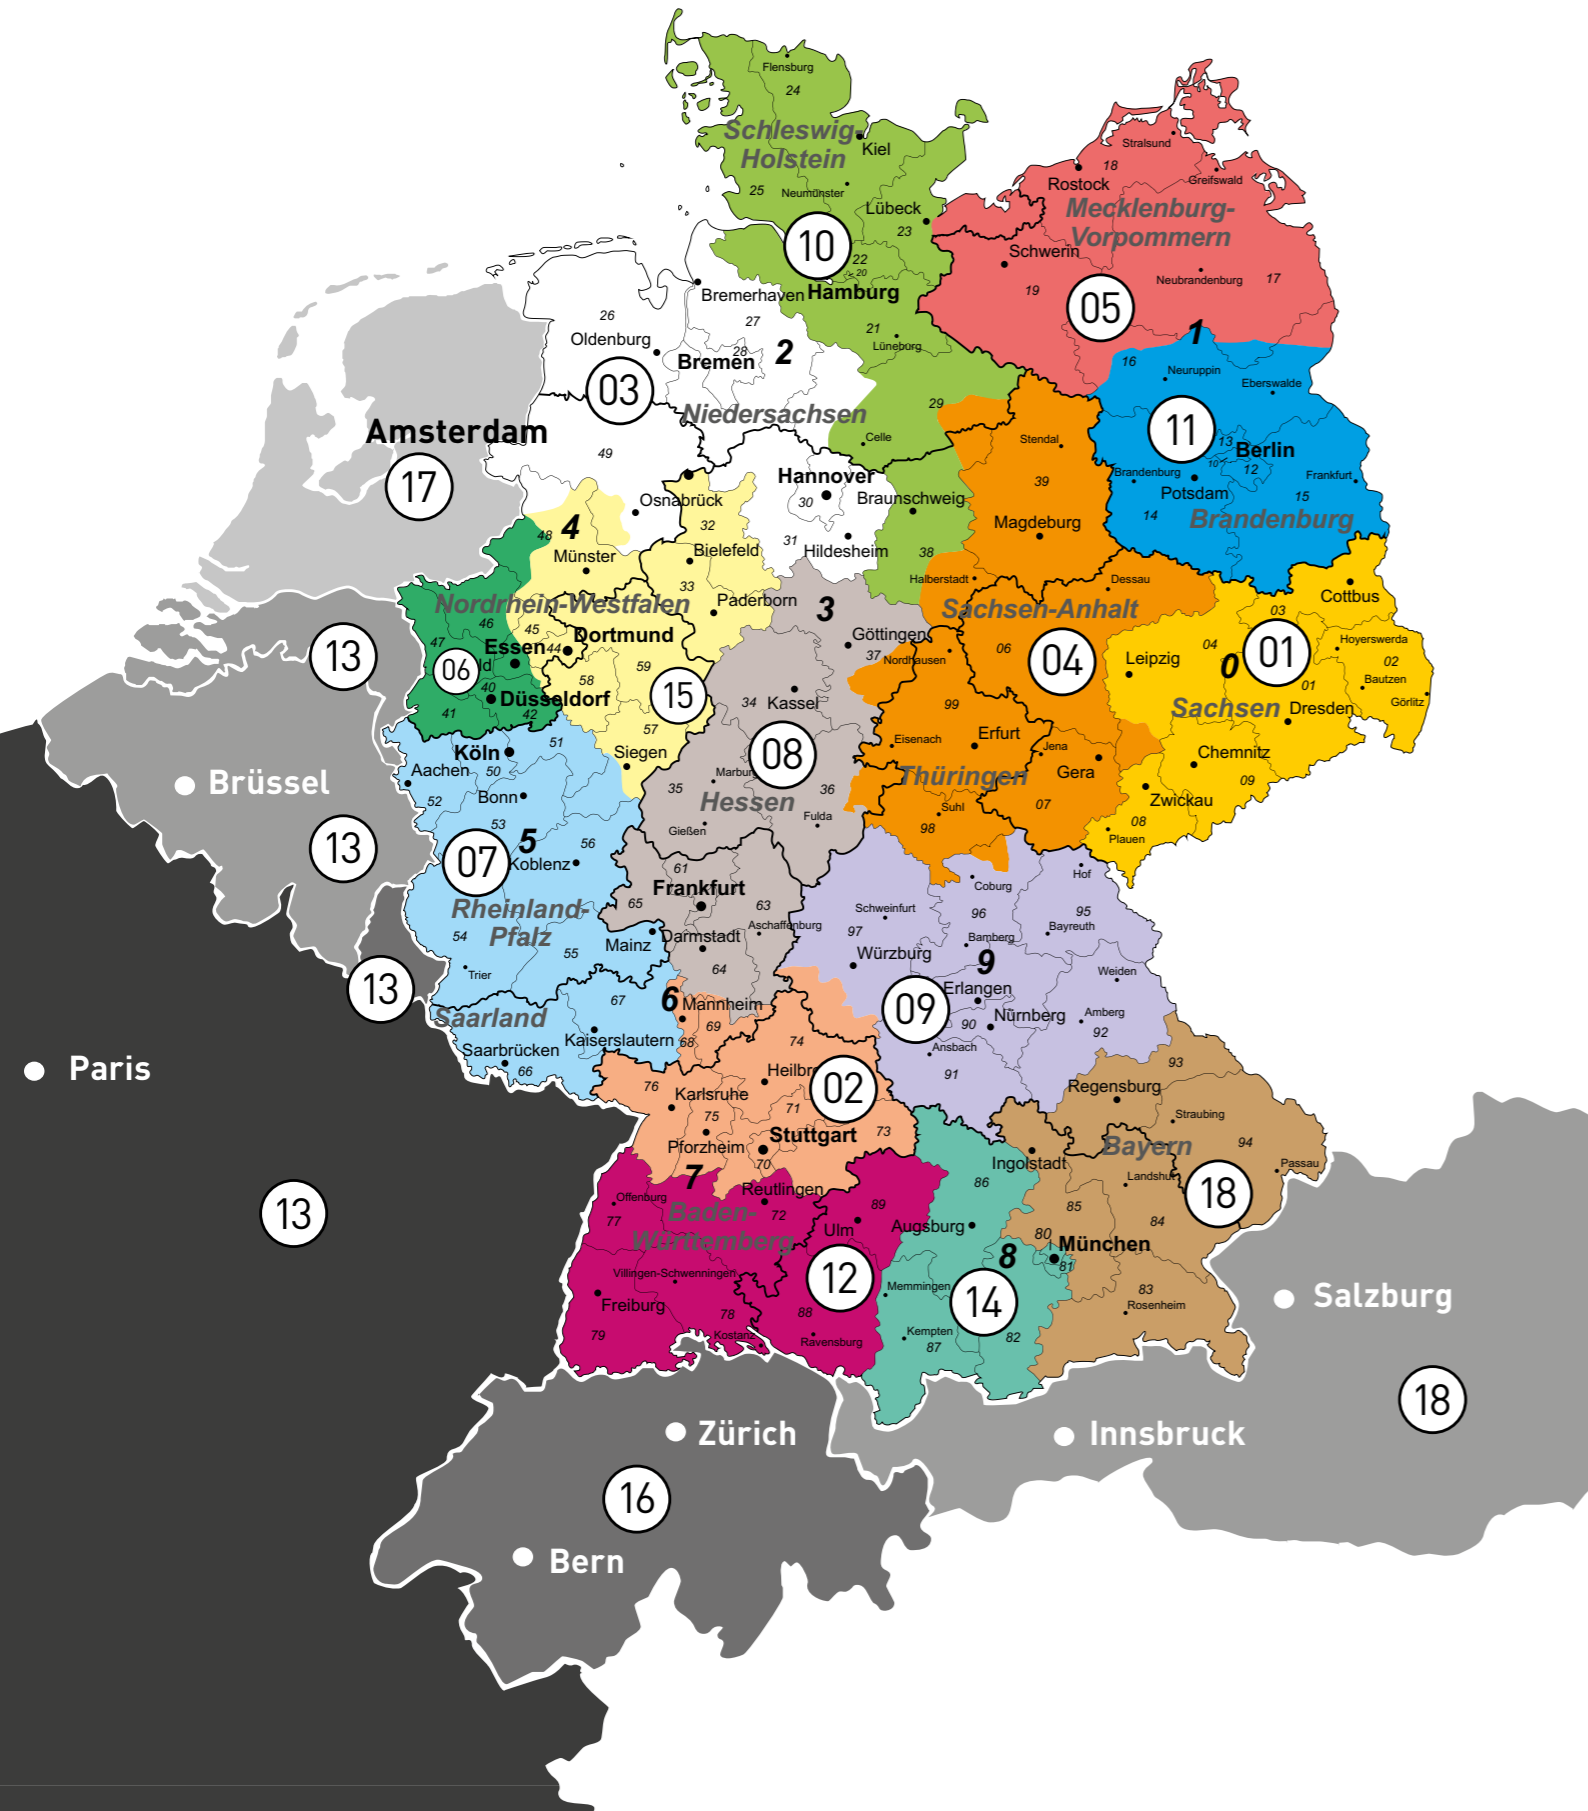 Flensburg
24
Schleswig-
Holstein
Kiel
25
Neumünster
Lübeck
23
10
22
20
Hamburg
21
Lüneburg
Stralsund
18
Rostock
Greifswald
Mecklenburg-
Vorpommern
Schwerin
Neubrandenburg
17
19
05
1
26
Oldenburg
Bremerhaven
27
28
Bremen
2
03
Niedersachsen
49
29
Celle
16
Neuruppin
Eberswalde
11
13
Berlin
10
12
Brandenburg
Potsdam
Frankfurt
15
14
Brandenburg
Amsterdam
17
Osnabrück
Hannover
30
Braunschweig
31
Hildesheim
38
Stendal
39
Magdeburg
Halberstadt
Dessau
Sachsen-Anhalt
48
4
Münster
32
Bielefeld
33
Paderborn
Nordrhein-Westfalen
46
45
47
Essen
44
Dortmund
06
ld
40
Düsseldorf
41
42
58
59
15
57
Siegen
3
Göttingen
37
Nordhausen
06
04
34
Kassel
08
35
Marburg
Hessen
36
Gießen
Fulda
99
Eisenach
Erfurt
Jena
Gera
Thüringen
Suhl
07
98
Cottbus
03
Hoyerswerda
04
Leipzig
0
01
02
Bautzen
01
Görlitz
Sachsen
Dresden
Chemnitz
09
Zwickau
08
Plauen
13
Brüssel
13
Köln
51
Aachen
50
52
Bonn
53
5
56
07
Koblenz
Rheinland-
Pfalz
54
55
Mainz
Trier
67
Saarland
Kaiserslautern
Saarbrücken
66
13
61
Frankfurt
65
63
Aschaffenburg
Darmstadt
64
6
Mannheim
69
68
Coburg
Hof
Schweinfurt
96
95
97
Bamberg
Bayreuth
Würzburg
9
Weiden
Erlangen
09
90
Nürnberg
Amberg
92
Ansbach
91
93
Paris
74
76
Heilbr
02
Karlsruhe
71
75
Stuttgart
73
Pforzheim
70
7
Reutlingen
Offenburg
Baden-
Württemberg
77
72
Ulm
89
Villingen-Schwenningen
12
Freiburg
78
88
79
Kostanz
Ravensburg
Regensburg
Straubing
Bayern
94
Ingolstadt
Passau
Landshut
18
86
85
84
Augsburg
80
München
8
81
Memmingen
14
83
Rosenheim
Kempten
82
87
13
Salzburg
18
Innsbruck
Zürich
16
Bern